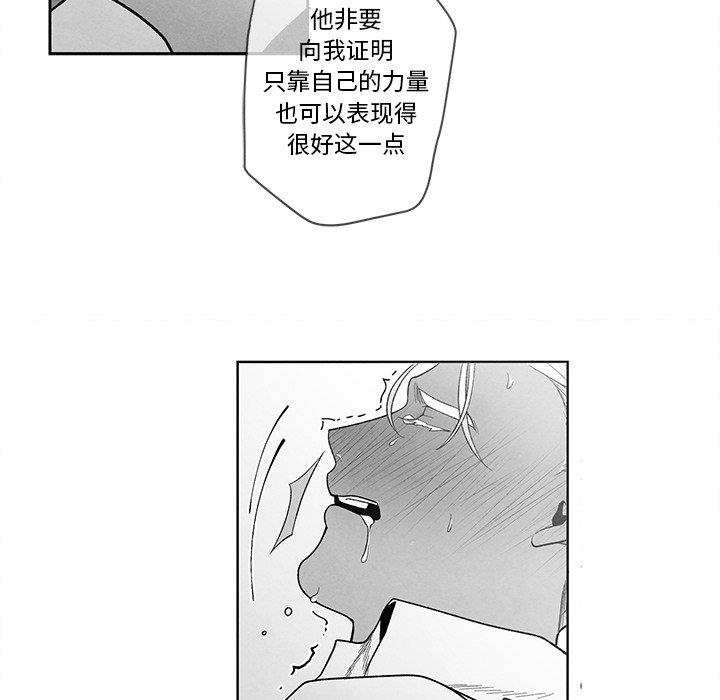 他非要
向我证明
只靠自己的力量
也可以表现得
很好这一点